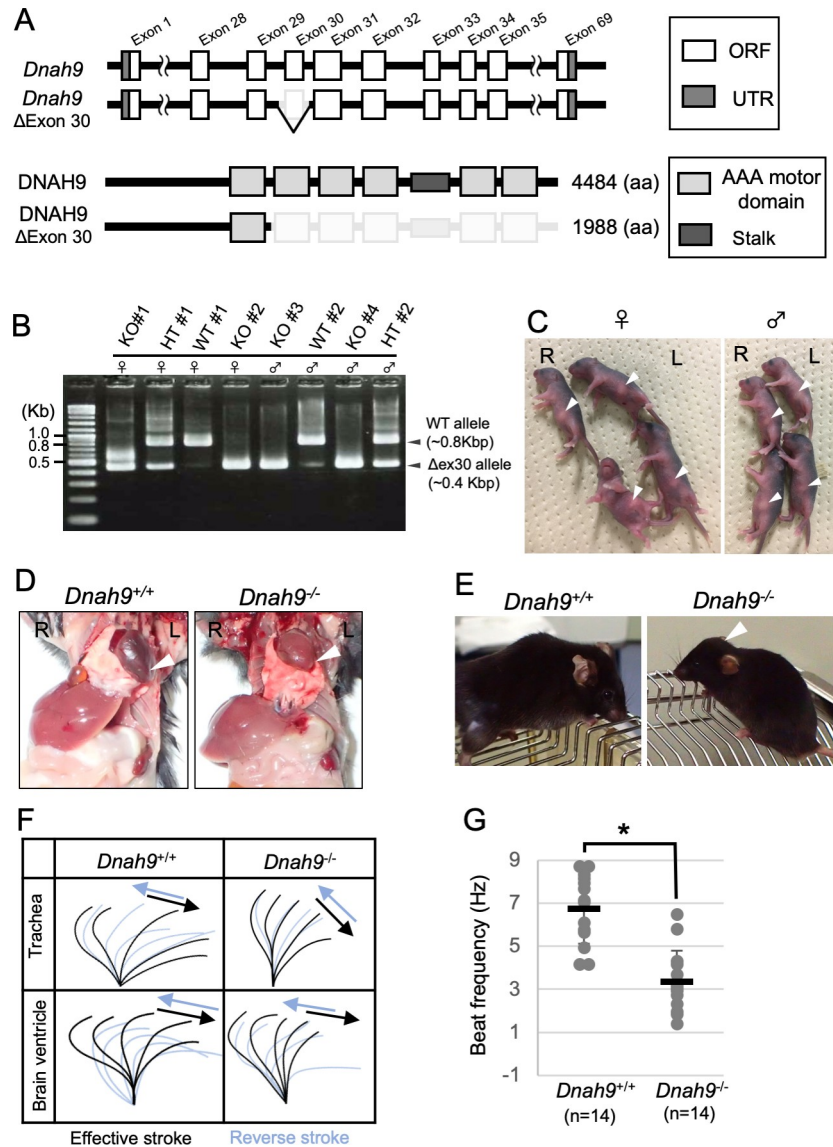 A
Exon 1 Exon 28 Exon 29 Exon 30 Exon 31 Exon 32 Exon 33 Exon 34 Exon 35 Exon 69
Dnah9
Dnah9
ΔExon 30
ORF
UTR
DNAH9 4484 (aa)
DNAH9
ΔExon 30 1988 (aa)
AAA motor
domain
Stalk
B
KO#1 HT #1 WT #1 KO #2 KO #3 WT #2 KO #4 HT #2
♀ ♀ ♀ ♀ ♂ ♂ ♂ ♂
(Kb)
1.0
0.8
0.5
WT allele
(~0.8Kbp)
Δex30 allele
(~0.4 Kbp)
C
♀ ♂
R L R L
D
Dnah9+/+ Dnah9-/-
R L R L
E
Dnah9+/+ Dnah9-/-
F
Dnah9+/+ Dnah9-/-
Trachea
Brain ventricle
Effective stroke Reverse stroke
G
*
Beat frequency (Hz)
9
7
5
3
1
-1
Dnah9+/+ Dnah9-/-
(n=14) (n=14)